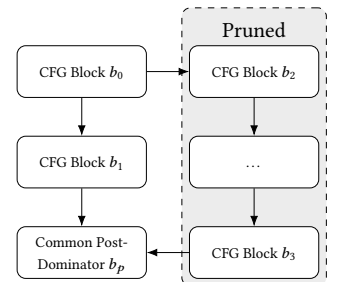 Pruned
CFG Block b₀
CFG Block b₂
CFG Block b₁
...
Common Post-
Dominator bₚ
CFG Block b₃